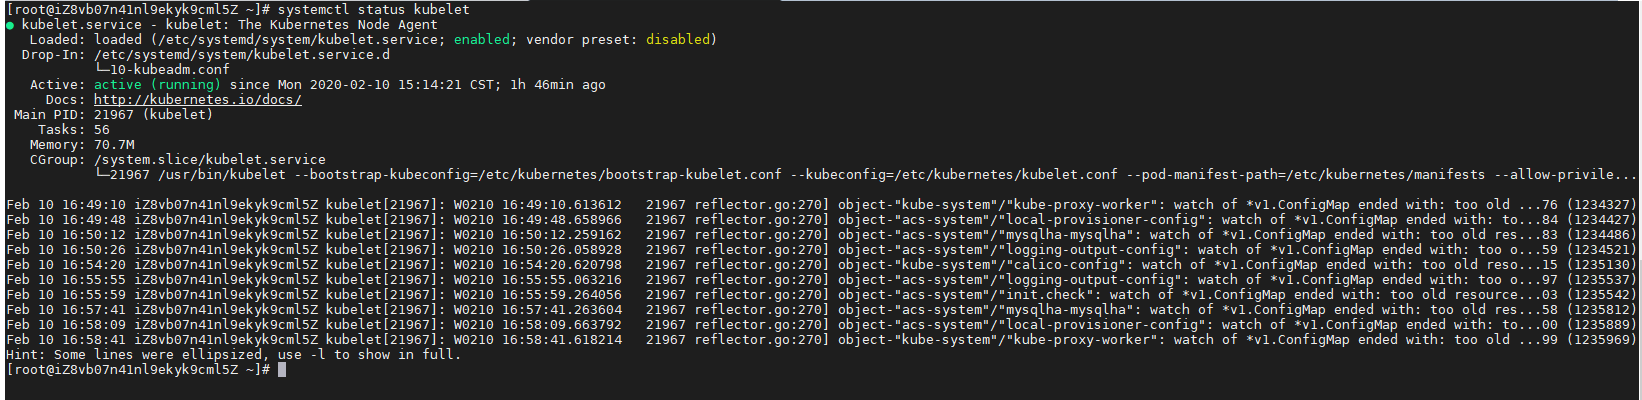 [root@iZ8vb07n41nl9ekyk9cml5Z ~]# systemctl status kubelet
● kubelet.service - kubelet: The Kubernetes Node Agent
   Loaded: loaded (/etc/systemd/system/kubelet.service; enabled; vendor preset: disabled)
  Drop-In: /etc/systemd/system/kubelet.service.d
           └─10-kubeadm.conf
   Active: active (running) since Mon 2020-02-10 15:14:21 CST; 1h 46min ago
     Docs: http://kubernetes.io/docs/
 Main PID: 21967 (kubelet)
    Tasks: 56
   Memory: 70.7M
   CGroup: /system.slice/kubelet.service
           └─21967 /usr/bin/kubelet --bootstrap-kubeconfig=/etc/kubernetes/bootstrap-kubelet.conf --kubeconfig=/etc/kubernetes/kubelet.conf --pod-manifest-path=/etc/kubernetes/manifests --allow-privile...
Feb 10 16:49:10 iZ8vb07n41nl9ekyk9cml5Z kubelet[21967]: W0210 16:49:10.613612   21967 reflector.go:270] object-"kube-system"/"kube-proxy-worker": watch of *v1.ConfigMap ended with: too old ...76 (1234327)
Feb 10 16:49:48 iZ8vb07n41nl9ekyk9cml5Z kubelet[21967]: W0210 16:49:48.658966   21967 reflector.go:270] object-"acs-system"/"local-provisioner-config": watch of *v1.ConfigMap ended with: to...84 (1234427)
Feb 10 16:50:12 iZ8vb07n41nl9ekyk9cml5Z kubelet[21967]: W0210 16:50:12.259162   21967 reflector.go:270] object-"acs-system"/"mysqlha-mysqlha": watch of *v1.ConfigMap ended with: too old res...83 (1234486)
Feb 10 16:50:26 iZ8vb07n41nl9ekyk9cml5Z kubelet[21967]: W0210 16:50:26.058928   21967 reflector.go:270] object-"acs-system"/"logging-output-config": watch of *v1.ConfigMap ended with: too o...59 (1234521)
Feb 10 16:54:20 iZ8vb07n41nl9ekyk9cml5Z kubelet[21967]: W0210 16:54:20.620798   21967 reflector.go:270] object-"kube-system"/"calico-config": watch of *v1.ConfigMap ended with: too old reso...15 (1235130)
Feb 10 16:55:55 iZ8vb07n41nl9ekyk9cml5Z kubelet[21967]: W0210 16:55:55.063216   21967 reflector.go:270] object-"acs-system"/"logging-output-config": watch of *v1.ConfigMap ended with: too o...97 (1235537)
Feb 10 16:55:59 iZ8vb07n41nl9ekyk9cml5Z kubelet[21967]: W0210 16:55:59.264056   21967 reflector.go:270] object-"acs-system"/"init.check": watch of *v1.ConfigMap ended with: too old resource...03 (1235542)
Feb 10 16:57:41 iZ8vb07n41nl9ekyk9cml5Z kubelet[21967]: W0210 16:57:41.263604   21967 reflector.go:270] object-"acs-system"/"mysqlha-mysqlha": watch of *v1.ConfigMap ended with: too old res...58 (1235812)
Feb 10 16:58:09 iZ8vb07n41nl9ekyk9cml5Z kubelet[21967]: W0210 16:58:09.663792   21967 reflector.go:270] object-"acs-system"/"local-provisioner-config": watch of *v1.ConfigMap ended with: to...00 (1235889)
Feb 10 16:58:41 iZ8vb07n41nl9ekyk9cml5Z kubelet[21967]: W0210 16:58:41.618214   21967 reflector.go:270] object-"kube-system"/"kube-proxy-worker": watch of *v1.ConfigMap ended with: too old ...99 (1235969)
Hint: Some lines were ellipsized, use -l to show in full.
[root@iZ8vb07n41nl9ekyk9cml5Z ~]#